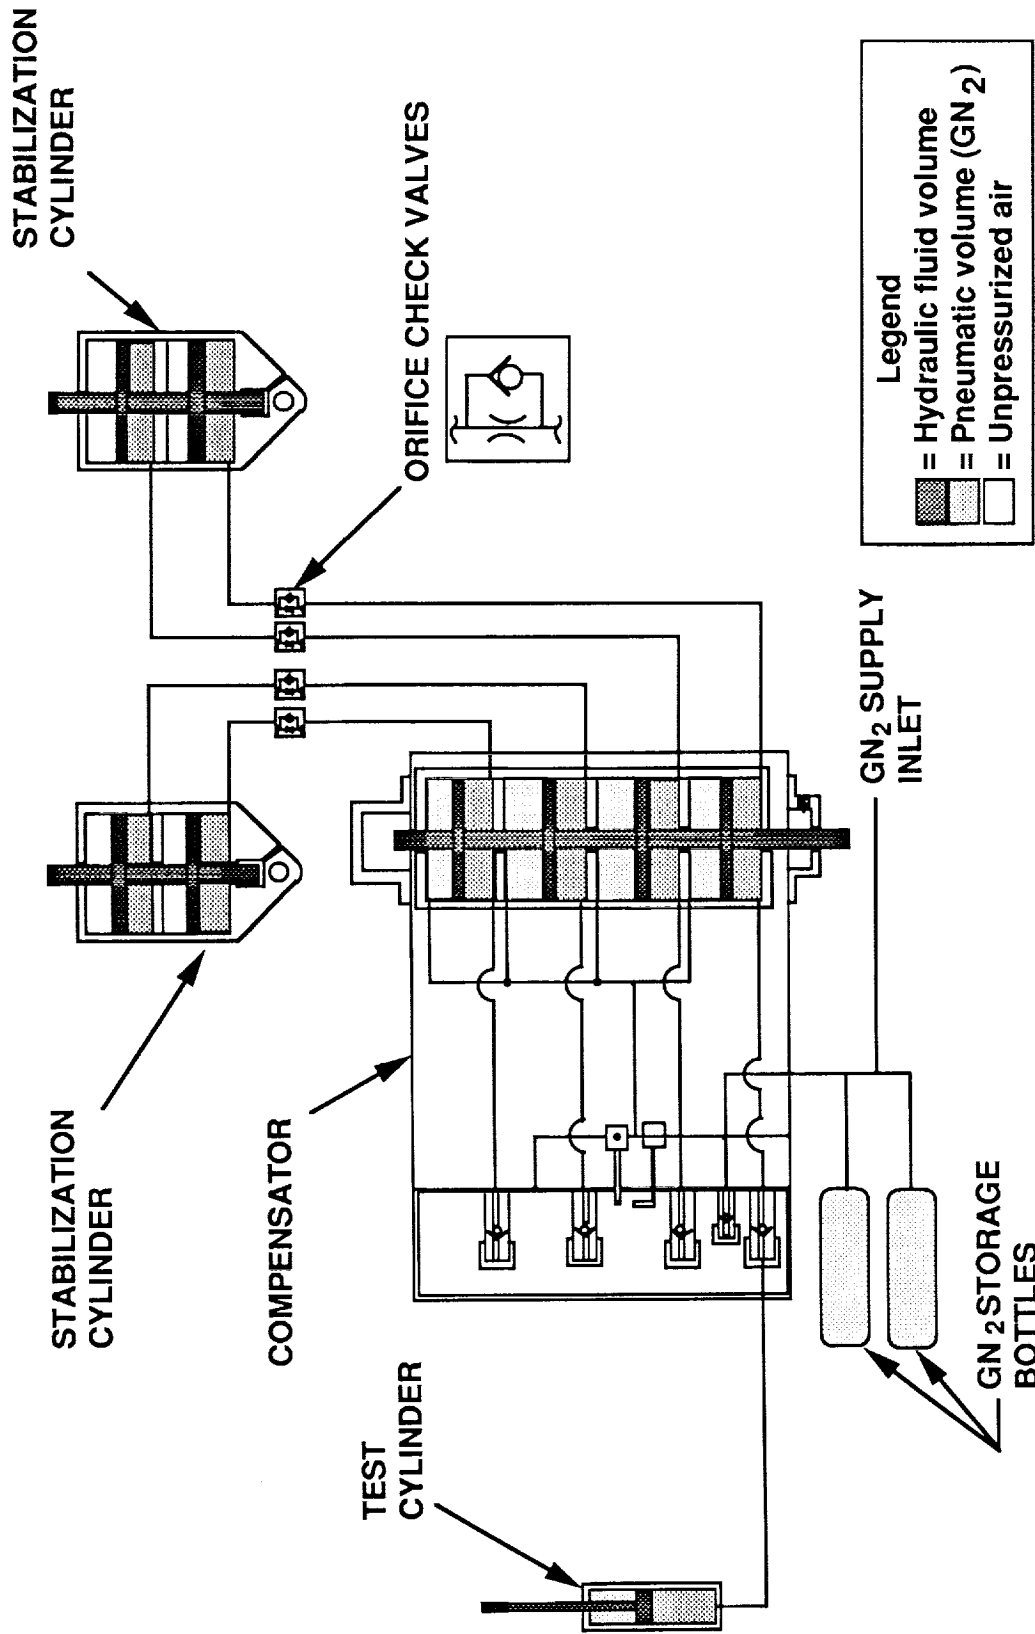 STABILIZATION
CYLINDER
STABILIZATION
CYLINDER
ORIFICE CHECK VALVES
COMPENSATOR
TEST
CYLINDER
GN2 SUPPLY
INLET
GN2 STORAGE
BOTTLES
Legend
= Hydraulic fluid volume
= Pneumatic volume (GN2)
= Unpressurized air